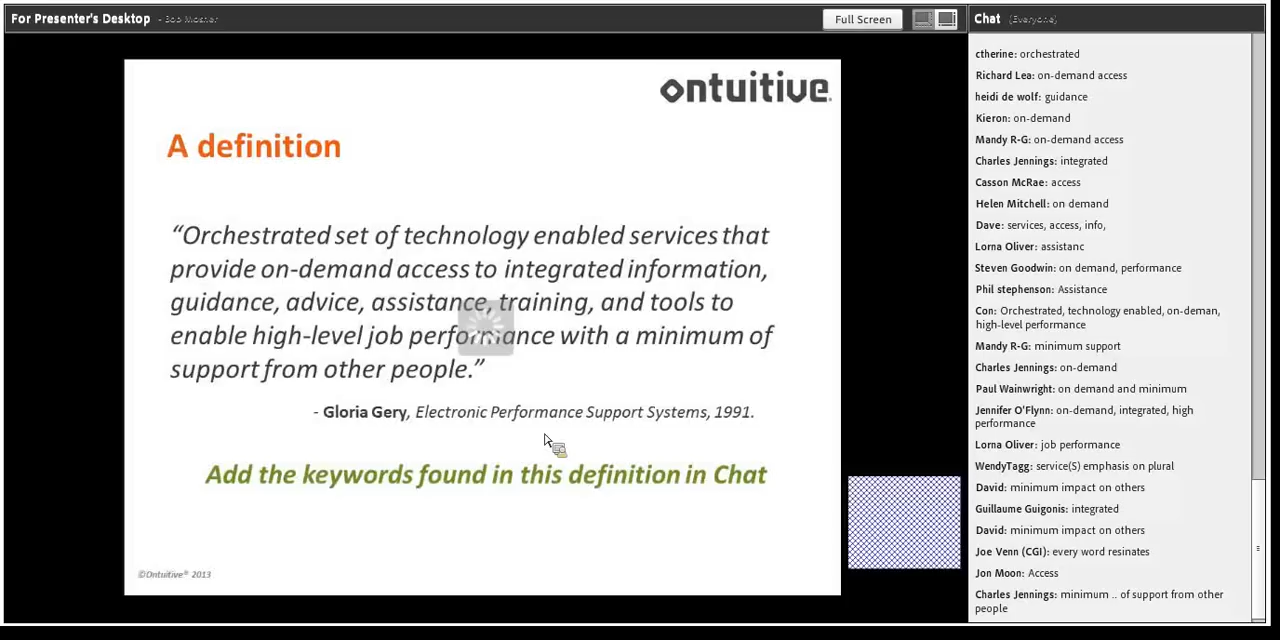 For Presenter's Desktop - Bob Mosher
Full Screen
ontuitive
A definition
“Orchestrated set of technology enabled services that
provide on-demand access to integrated information,
guidance, advice, assistance, training, and tools to
enable high-level job performance with a minimum of
support from other people.”
- Gloria Gery, Electronic Performance Support Systems, 1991.
Add the keywords found in this definition in Chat
©Ontuitive® 2013
Chat (Everyone)
ctherine: orchestrated
Richard Lea: on-demand access
heidi de wolf: guidance
Kieron: on-demand
Mandy R-G: on-demand access
Charles Jennings: integrated
Casson McRae: access
Helen Mitchell: on demand
Dave: services, access, info,
Lorna Oliver: assistanc
Steven Goodwin: on demand, performance
Phil stephenson: Assistance
Con: Orchestrated, technology enabled, on-deman,
high-level performance
Mandy R-G: minimum support
Charles Jennings: on-demand
Paul Wainwright: on demand and minimum
Jennifer O'Flynn: on-demand, integrated, high
performance
Lorna Oliver: job performance
WendyTagg: service(S) emphasis on plural
David: minimum impact on others
Guillaume Guigonis: integrated
David: minimum impact on others
Joe Venn (CGI): every word resinates
Jon Moon: Access
Charles Jennings: minimum .. of support from other
people